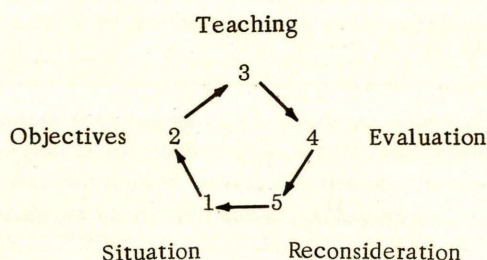 Teaching
3
Objectives 2 4 Evaluation
1 5
Situation Reconsideration